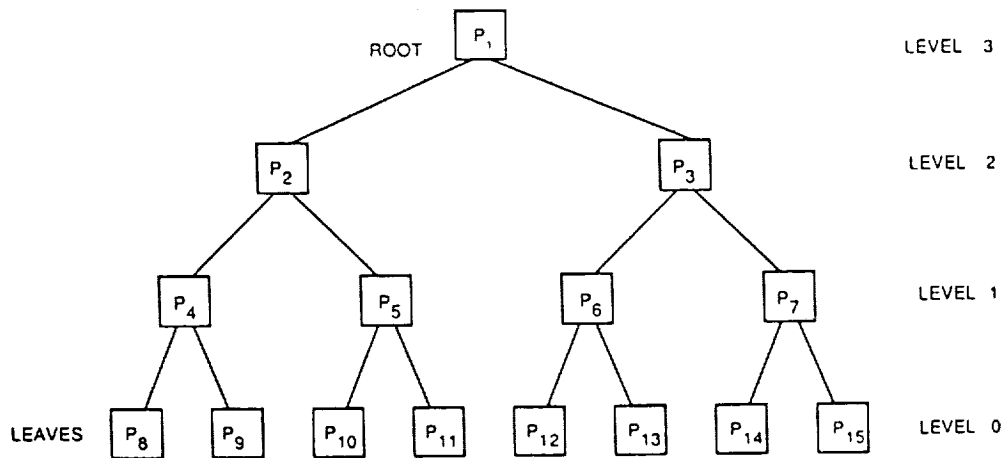 P₁
ROOT
LEVEL 3
P₂
P₃
LEVEL 2
P₄
P₅
P₆
P₇
LEVEL 1
LEAVES
P₈
P₉
P₁₀
P₁₁
P₁₂
P₁₃
P₁₄
P₁₅
LEVEL 0